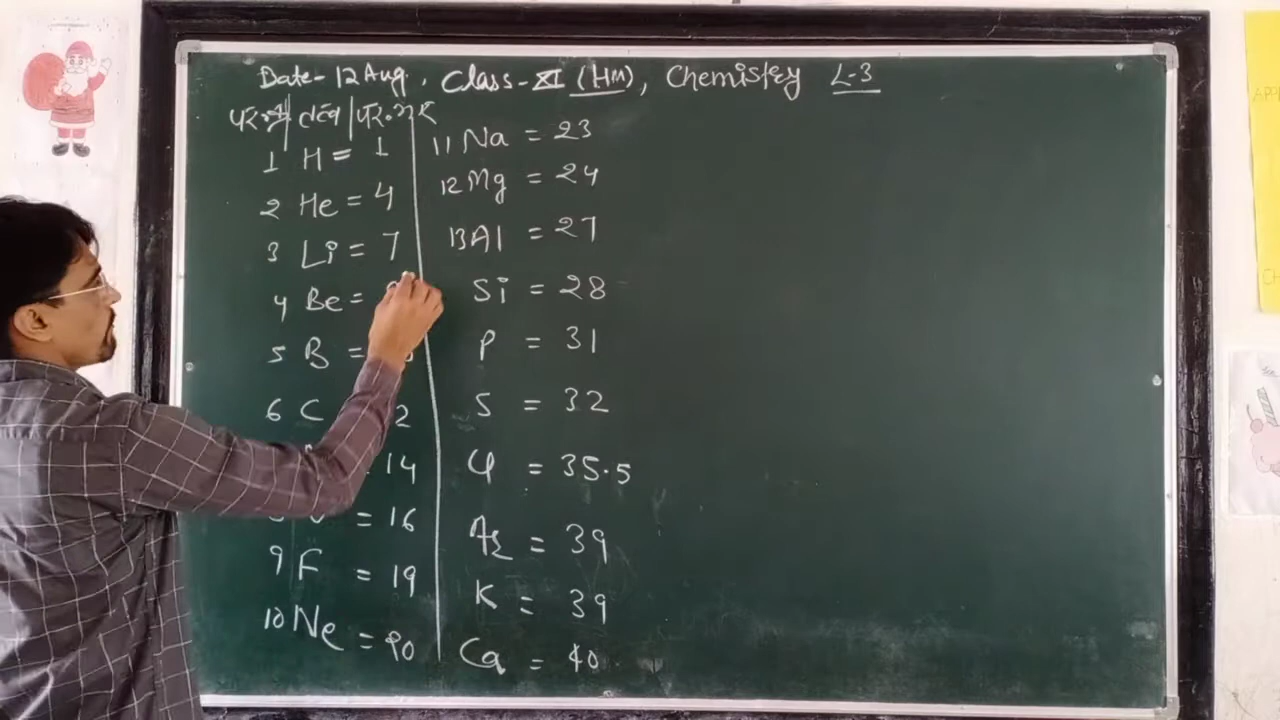 Date-12 Aug, Class-XI (HM), Chemistry L-3
तत्व
1 H = 1
2 He = 4
3 Li = 7
4 Be =
5 B =
6 C 2
14
= 16
9 F = 19
10 Ne = 20
11 Na = 23
12 Mg = 24
13 Al = 27
Si = 28
P = 31
S = 32
Cl = 35.5
Ar = 39
K = 39
Ca = 40